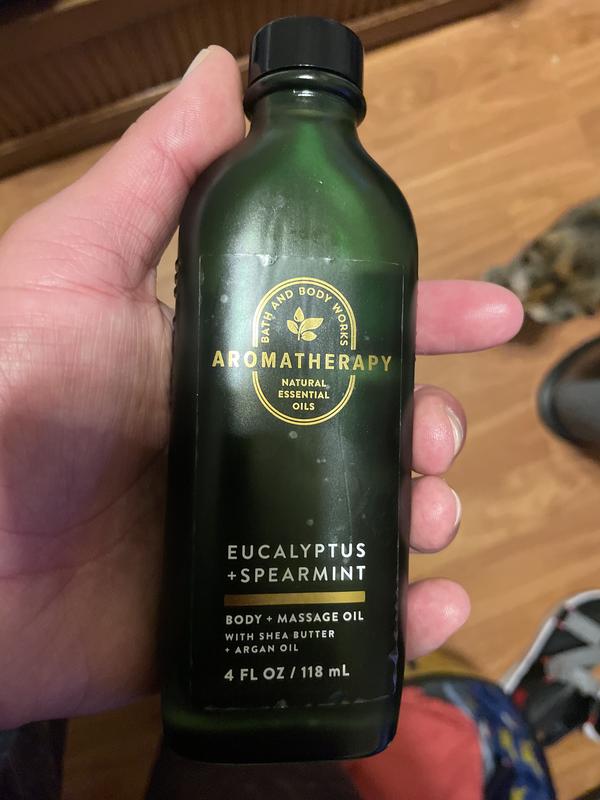 BATH AND BODY WORKS
AROMATHERAPY
NATURAL
ESSENTIAL
OILS
EUCALYPTUS
+SPEARMINT
BODY + MASSAGE OIL
WITH SHEA BUTTER
+ ARGAN OIL
4 FL OZ / 118 mL